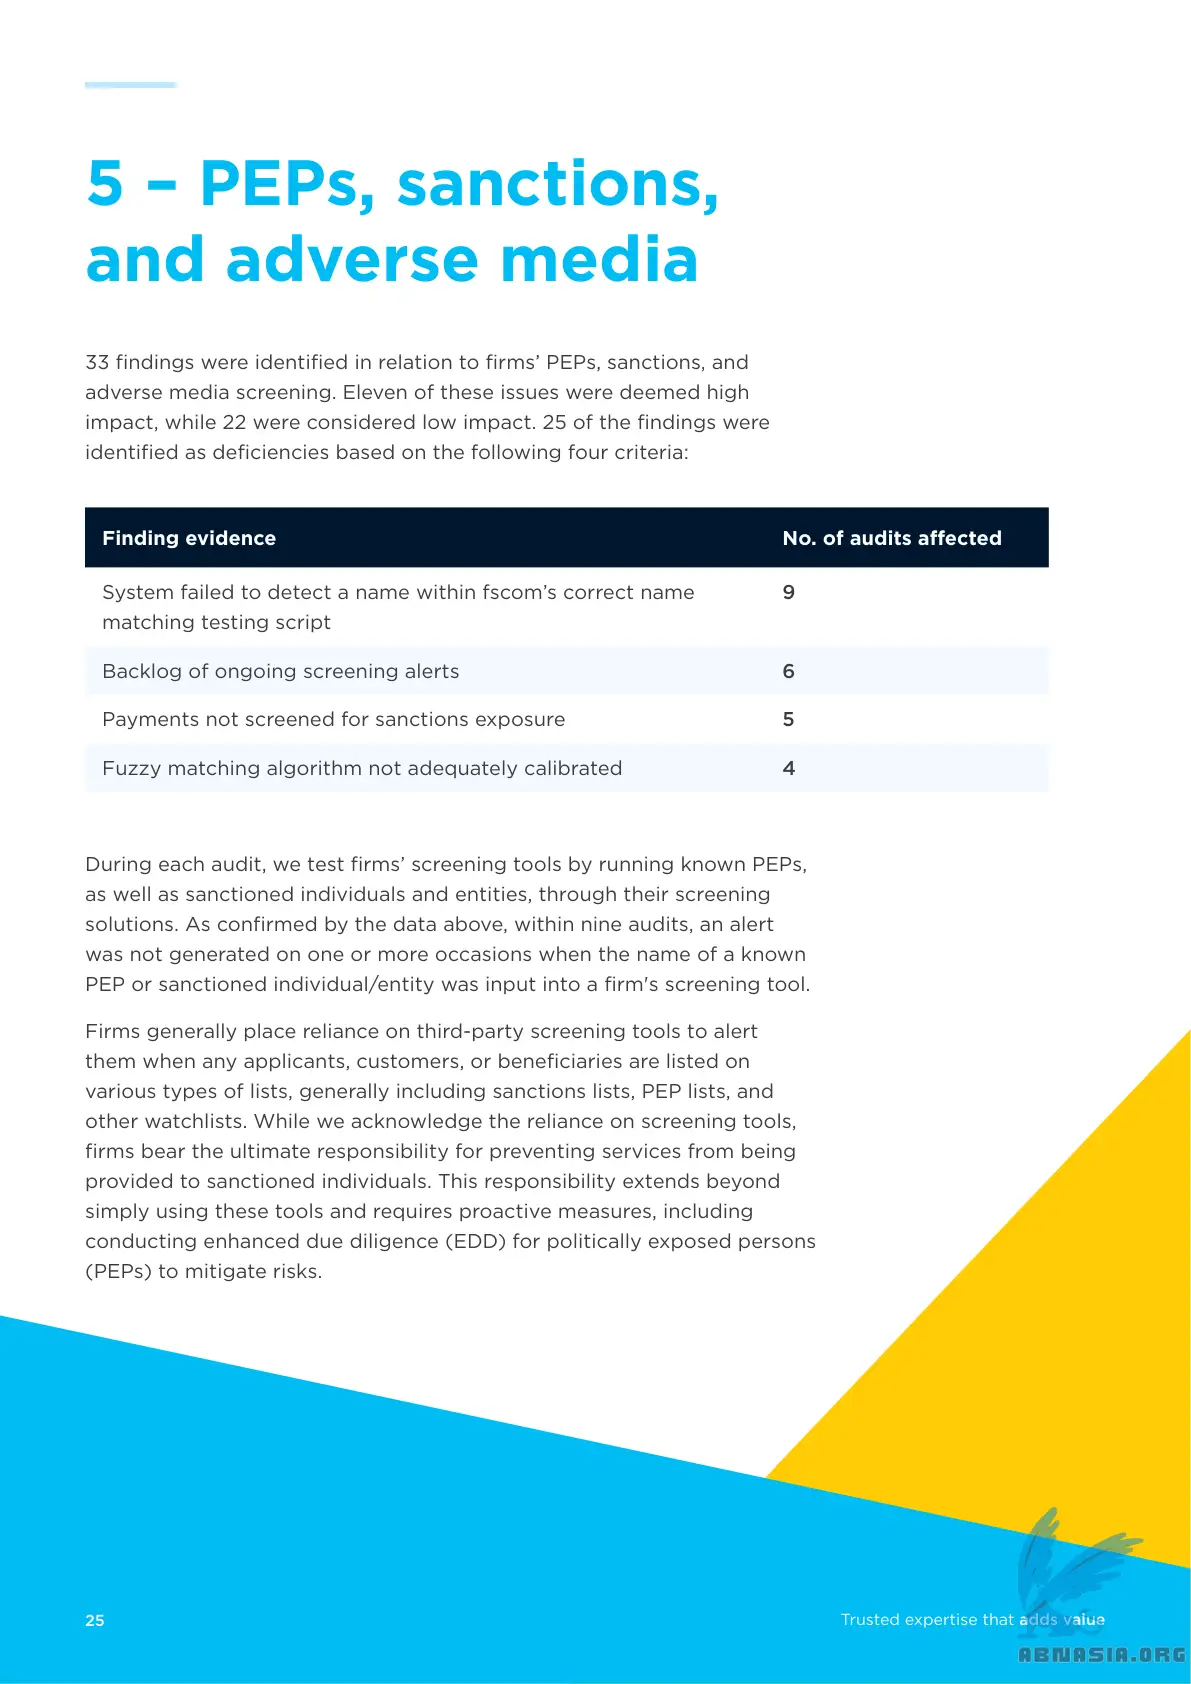 5 – PEPs, sanctions,
and adverse media
33 findings were identified in relation to firms’ PEPs, sanctions, and
adverse media screening. Eleven of these issues were deemed high
impact, while 22 were considered low impact. 25 of the findings were
identified as deficiencies based on the following four criteria:
Finding evidence No. of audits affected
System failed to detect a name within fscom’s correct name 9
matching testing script
Backlog of ongoing screening alerts 6
Payments not screened for sanctions exposure 5
Fuzzy matching algorithm not adequately calibrated 4
During each audit, we test firms’ screening tools by running known PEPs,
as well as sanctioned individuals and entities, through their screening
solutions. As confirmed by the data above, within nine audits, an alert
was not generated on one or more occasions when the name of a known
PEP or sanctioned individual/entity was input into a firm's screening tool.
Firms generally place reliance on third-party screening tools to alert
them when any applicants, customers, or beneficiaries are listed on
various types of lists, generally including sanctions lists, PEP lists, and
other watchlists. While we acknowledge the reliance on screening tools,
firms bear the ultimate responsibility for preventing services from being
provided to sanctioned individuals. This responsibility extends beyond
simply using these tools and requires proactive measures, including
conducting enhanced due diligence (EDD) for politically exposed persons
(PEPs) to mitigate risks.
25 Trusted expertise that adds value
ABNASIA.ORG